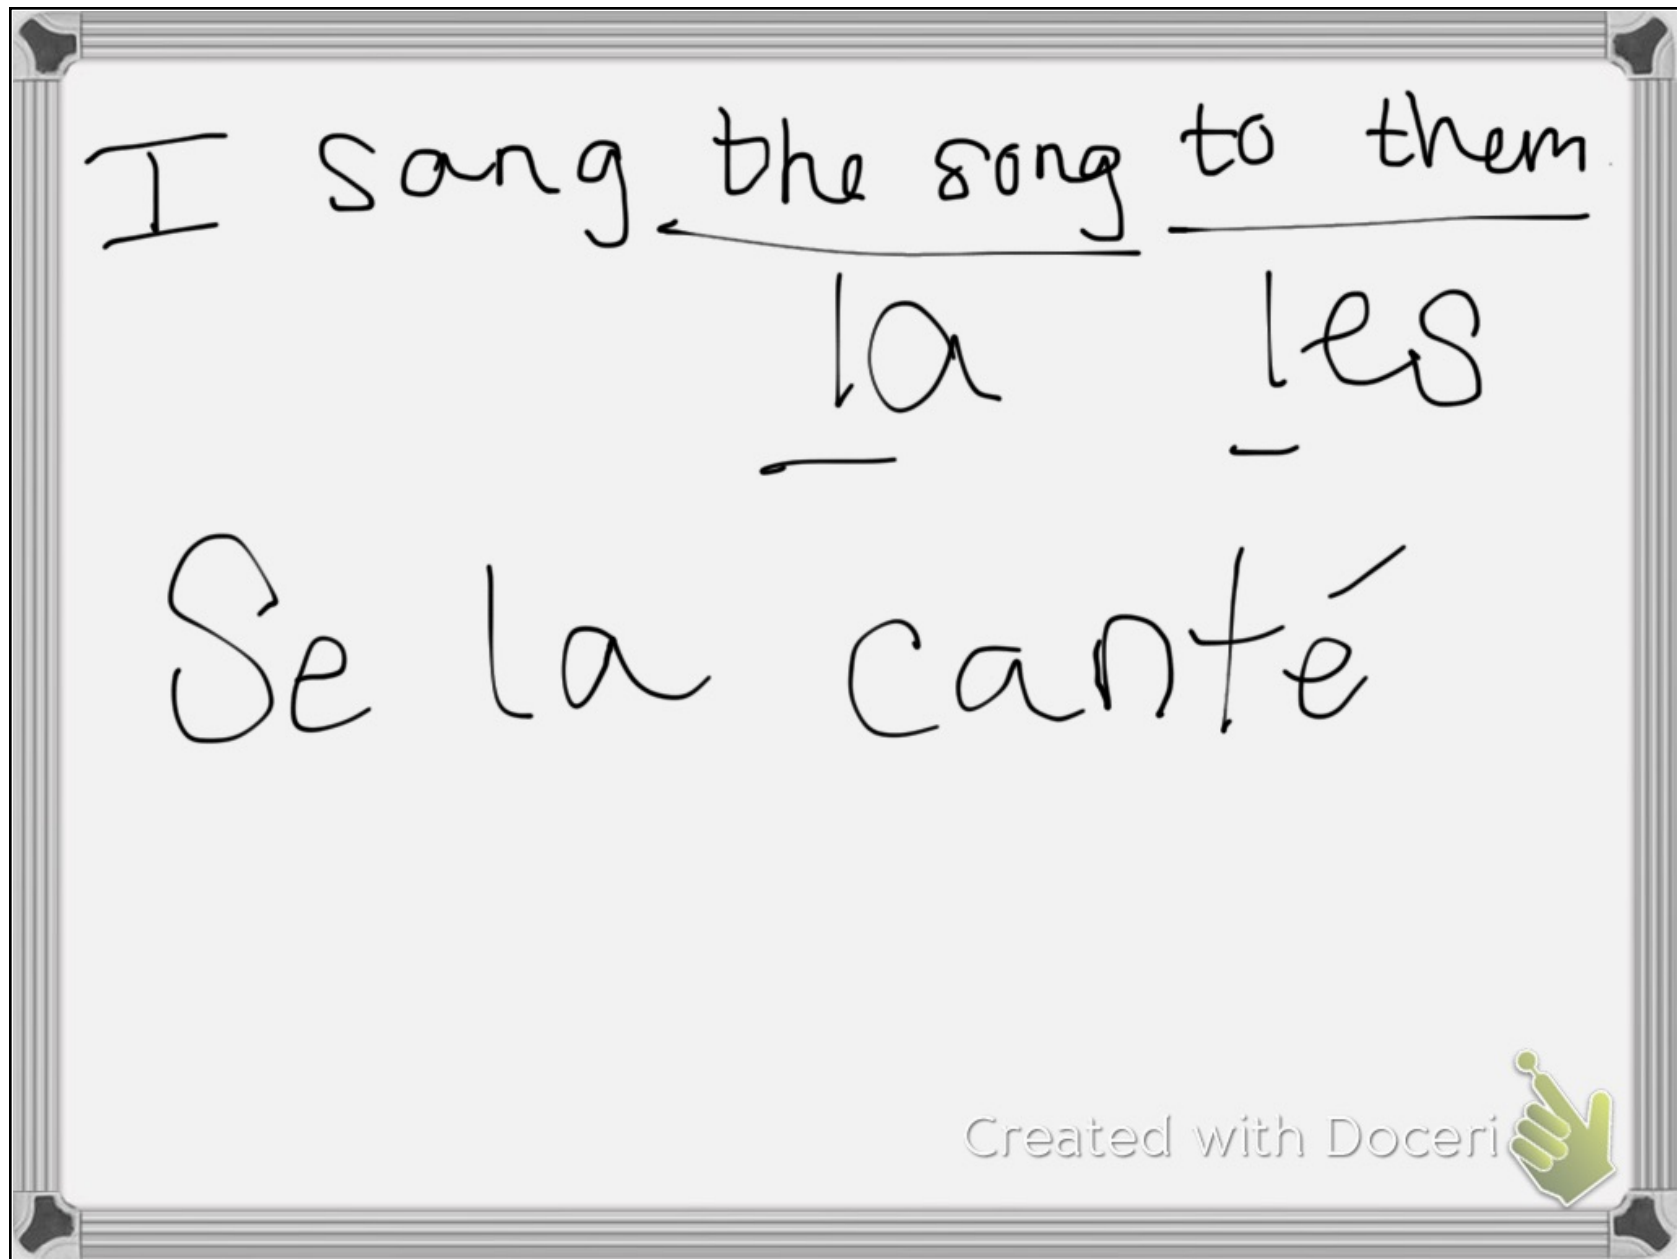 I sang the song to them
la les
Se la canté
Created with Doceri